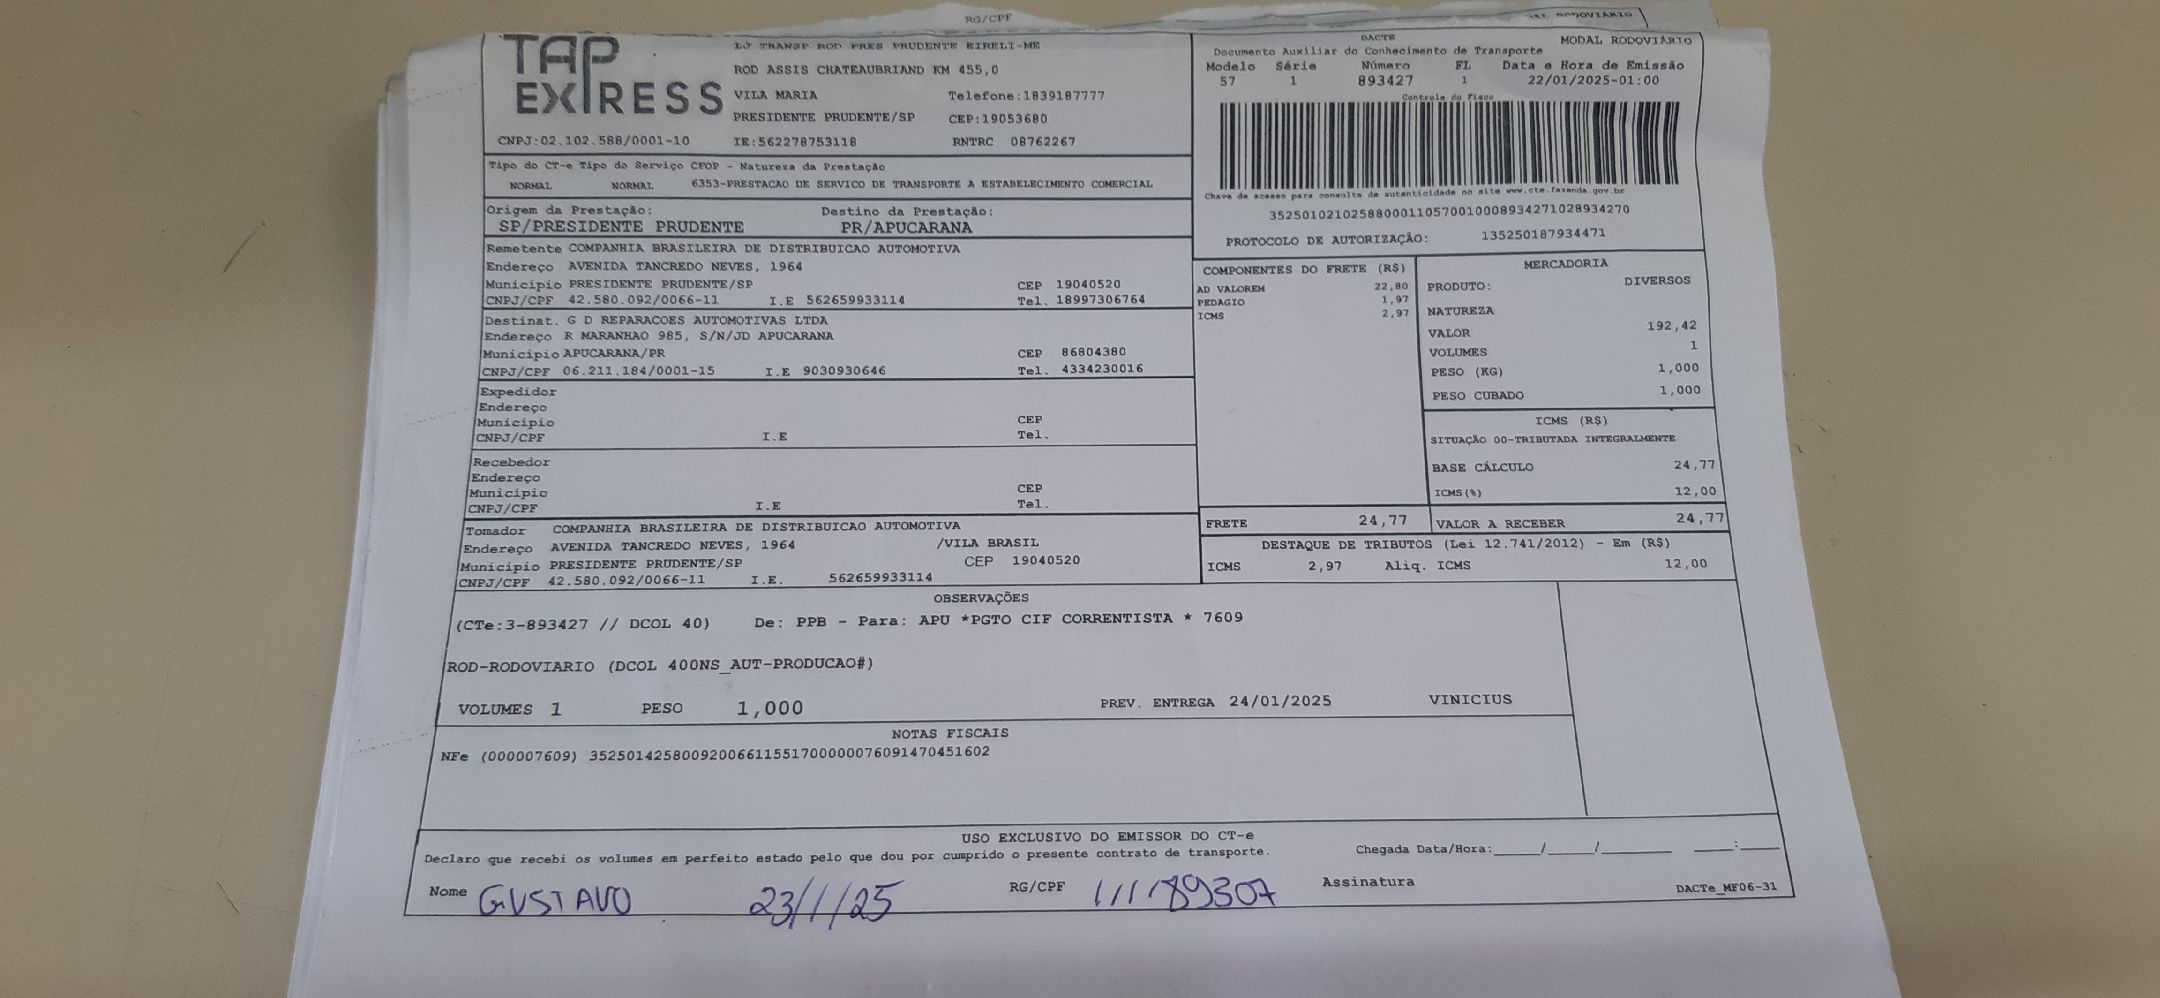 RG/CPF
INT. RODOVIÁRIO
TAP EXPRESS
LJ TRANSP ROD PRES PRUDENTE EIRELI-ME
ROD ASSIS CHATEAUBRIAND KM 455,0
VILA MARIA Telefone:1839187777
PRESIDENTE PRUDENTE/SP CEP:19053680
CNPJ:02.102.588/0001-10 IE:562278753118 RNTRC 08762267
DACTE MODAL RODOVIÁRIO
Documento Auxiliar do Conhecimento de Transporte
Modelo Série Número FL Data e Hora de Emissão
57 1 893427 1 22/01/2025-01:00
Controle do Fisco
Chave de acesso para consulta de autenticidade no site www.cte.fazenda.gov.br
35250102102588000110570010008934271028934270
PROTOCOLO DE AUTORIZAÇÃO: 135250187934471
Tipo do CT-e Tipo do Serviço CFOP - Natureza da Prestação
NORMAL NORMAL 6353-PRESTACAO DE SERVICO DE TRANSPORTE A ESTABELECIMENTO COMERCIAL
Origem da Prestação: Destino da Prestação:
SP/PRESIDENTE PRUDENTE PR/APUCARANA
Remetente COMPANHIA BRASILEIRA DE DISTRIBUICAO AUTOMOTIVA
Endereço AVENIDA TANCREDO NEVES, 1964
Municipio PRESIDENTE PRUDENTE/SP CEP 19040520
CNPJ/CPF 42.580.092/0066-11 I.E 562659933114 Tel. 18997306764
Destinat. G D REPARACOES AUTOMOTIVAS LTDA
Endereço R MARANHAO 985, S/N/JD APUCARANA
Municipio APUCARANA/PR CEP 86804380
CNPJ/CPF 06.211.184/0001-15 I.E 9030930646 Tel. 4334230016
Expedidor
Endereço
Municipio CEP
CNPJ/CPF I.E Tel.
Recebedor
Endereço
Municipio CEP
CNPJ/CPF I.E Tel.
Tomador COMPANHIA BRASILEIRA DE DISTRIBUICAO AUTOMOTIVA
Endereço AVENIDA TANCREDO NEVES, 1964 /VILA BRASIL
Municipio PRESIDENTE PRUDENTE/SP CEP 19040520
CNPJ/CPF 42.580.092/0066-11 I.E. 562659933114
COMPONENTES DO FRETE (R$)
AD VALOREM 22,80
PEDAGIO 1,97
ICMS 2,97
MERCADORIA
PRODUTO: DIVERSOS
NATUREZA
VALOR 192,42
VOLUMES 1
PESO (KG) 1,000
PESO CUBADO 1,000
ICMS (R$)
SITUAÇÃO 00-TRIBUTADA INTEGRALMENTE
BASE CÁLCULO 24,77
ICMS(%) 12,00
FRETE 24,77 VALOR A RECEBER 24,77
DESTAQUE DE TRIBUTOS (Lei 12.741/2012) - Em (R$)
ICMS 2,97 Aliq. ICMS 12,00
OBSERVAÇÕES
(CTe:3-893427 // DCOL 40) De: PPB - Para: APU *PGTO CIF CORRENTISTA * 7609
ROD-RODOVIARIO (DCOL 400NS_AUT-PRODUCAO#)
VOLUMES 1 PESO 1,000 PREV. ENTREGA 24/01/2025 VINICIUS
NOTAS FISCAIS
NFe (000007609) 35250142580092006611551700000076091470451602
USO EXCLUSIVO DO EMISSOR DO CT-e
Declaro que recebi os volumes em perfeito estado pelo que dou por cumprido o presente contrato de transporte. Chegada Data/Hora:_____/_____/________ ____:____
Nome GUSTAVO 23/1/25 RG/CPF 11189307 Assinatura DACTe_MF06-31